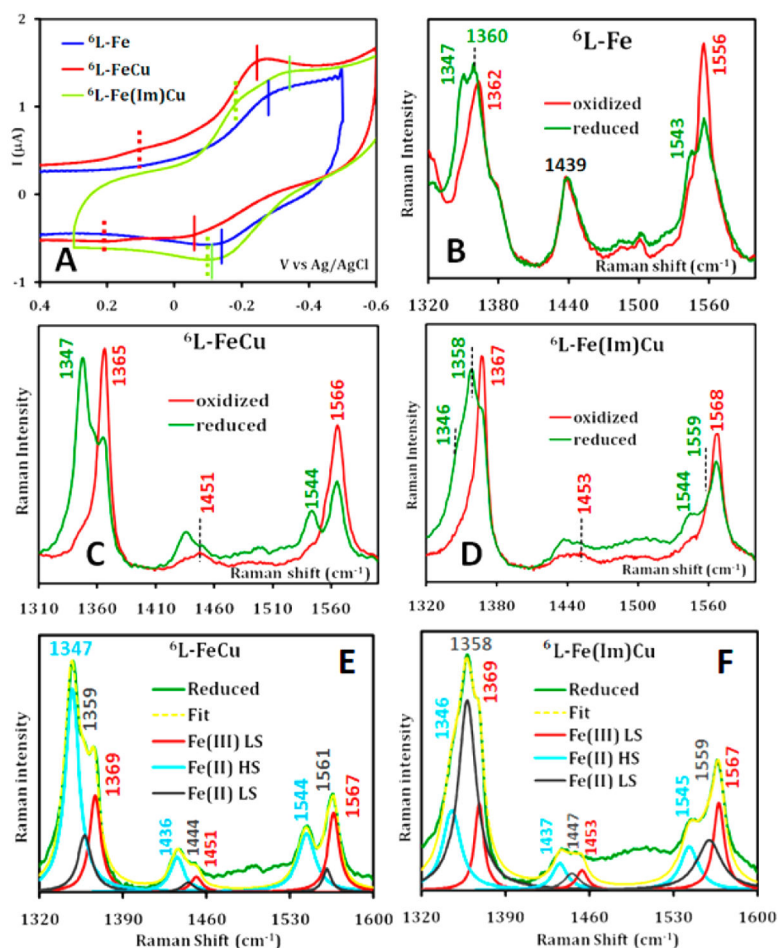 2
1
0
-1
I (μA)
⁶L-Fe
⁶L-FeCu
⁶L-Fe(Im)Cu
A
V vs Ag/AgCl
0.4 0.2 0 -0.2 -0.4 -0.6
Raman Intensity
1347
1360
1362
⁶L-Fe
oxidized
reduced
1439
1543
1556
B
Raman shift (cm⁻¹)
1320 1380 1440 1500 1560
Raman Intensity
1347
1365
⁶L-FeCu
oxidized
reduced
1451
1544
1566
C
Raman shift (cm⁻¹)
1310 1360 1410 1460 1510 1560
Raman Intensity
1346
1358
1367
⁶L-Fe(Im)Cu
oxidized
reduced
1453
1544
1559
1568
D
Raman shift (cm⁻¹)
1320 1380 1440 1500 1560
Raman intensity
1347
1359
1369
⁶L-FeCu
E
Reduced
Fit
Fe(III) LS
Fe(II) HS
Fe(II) LS
1436
1444
1451
1544
1561
1567
1320 1390 1460 1530 1600
Raman Shift (cm⁻¹)
Raman intensity
1346
1358
1369
⁶L-Fe(Im)Cu
F
Reduced
Fit
Fe(III) LS
Fe(II) HS
Fe(II) LS
1437
1447
1453
1545
1559
1567
1320 1390 1460 1530 1600
Raman Shift (cm⁻¹)